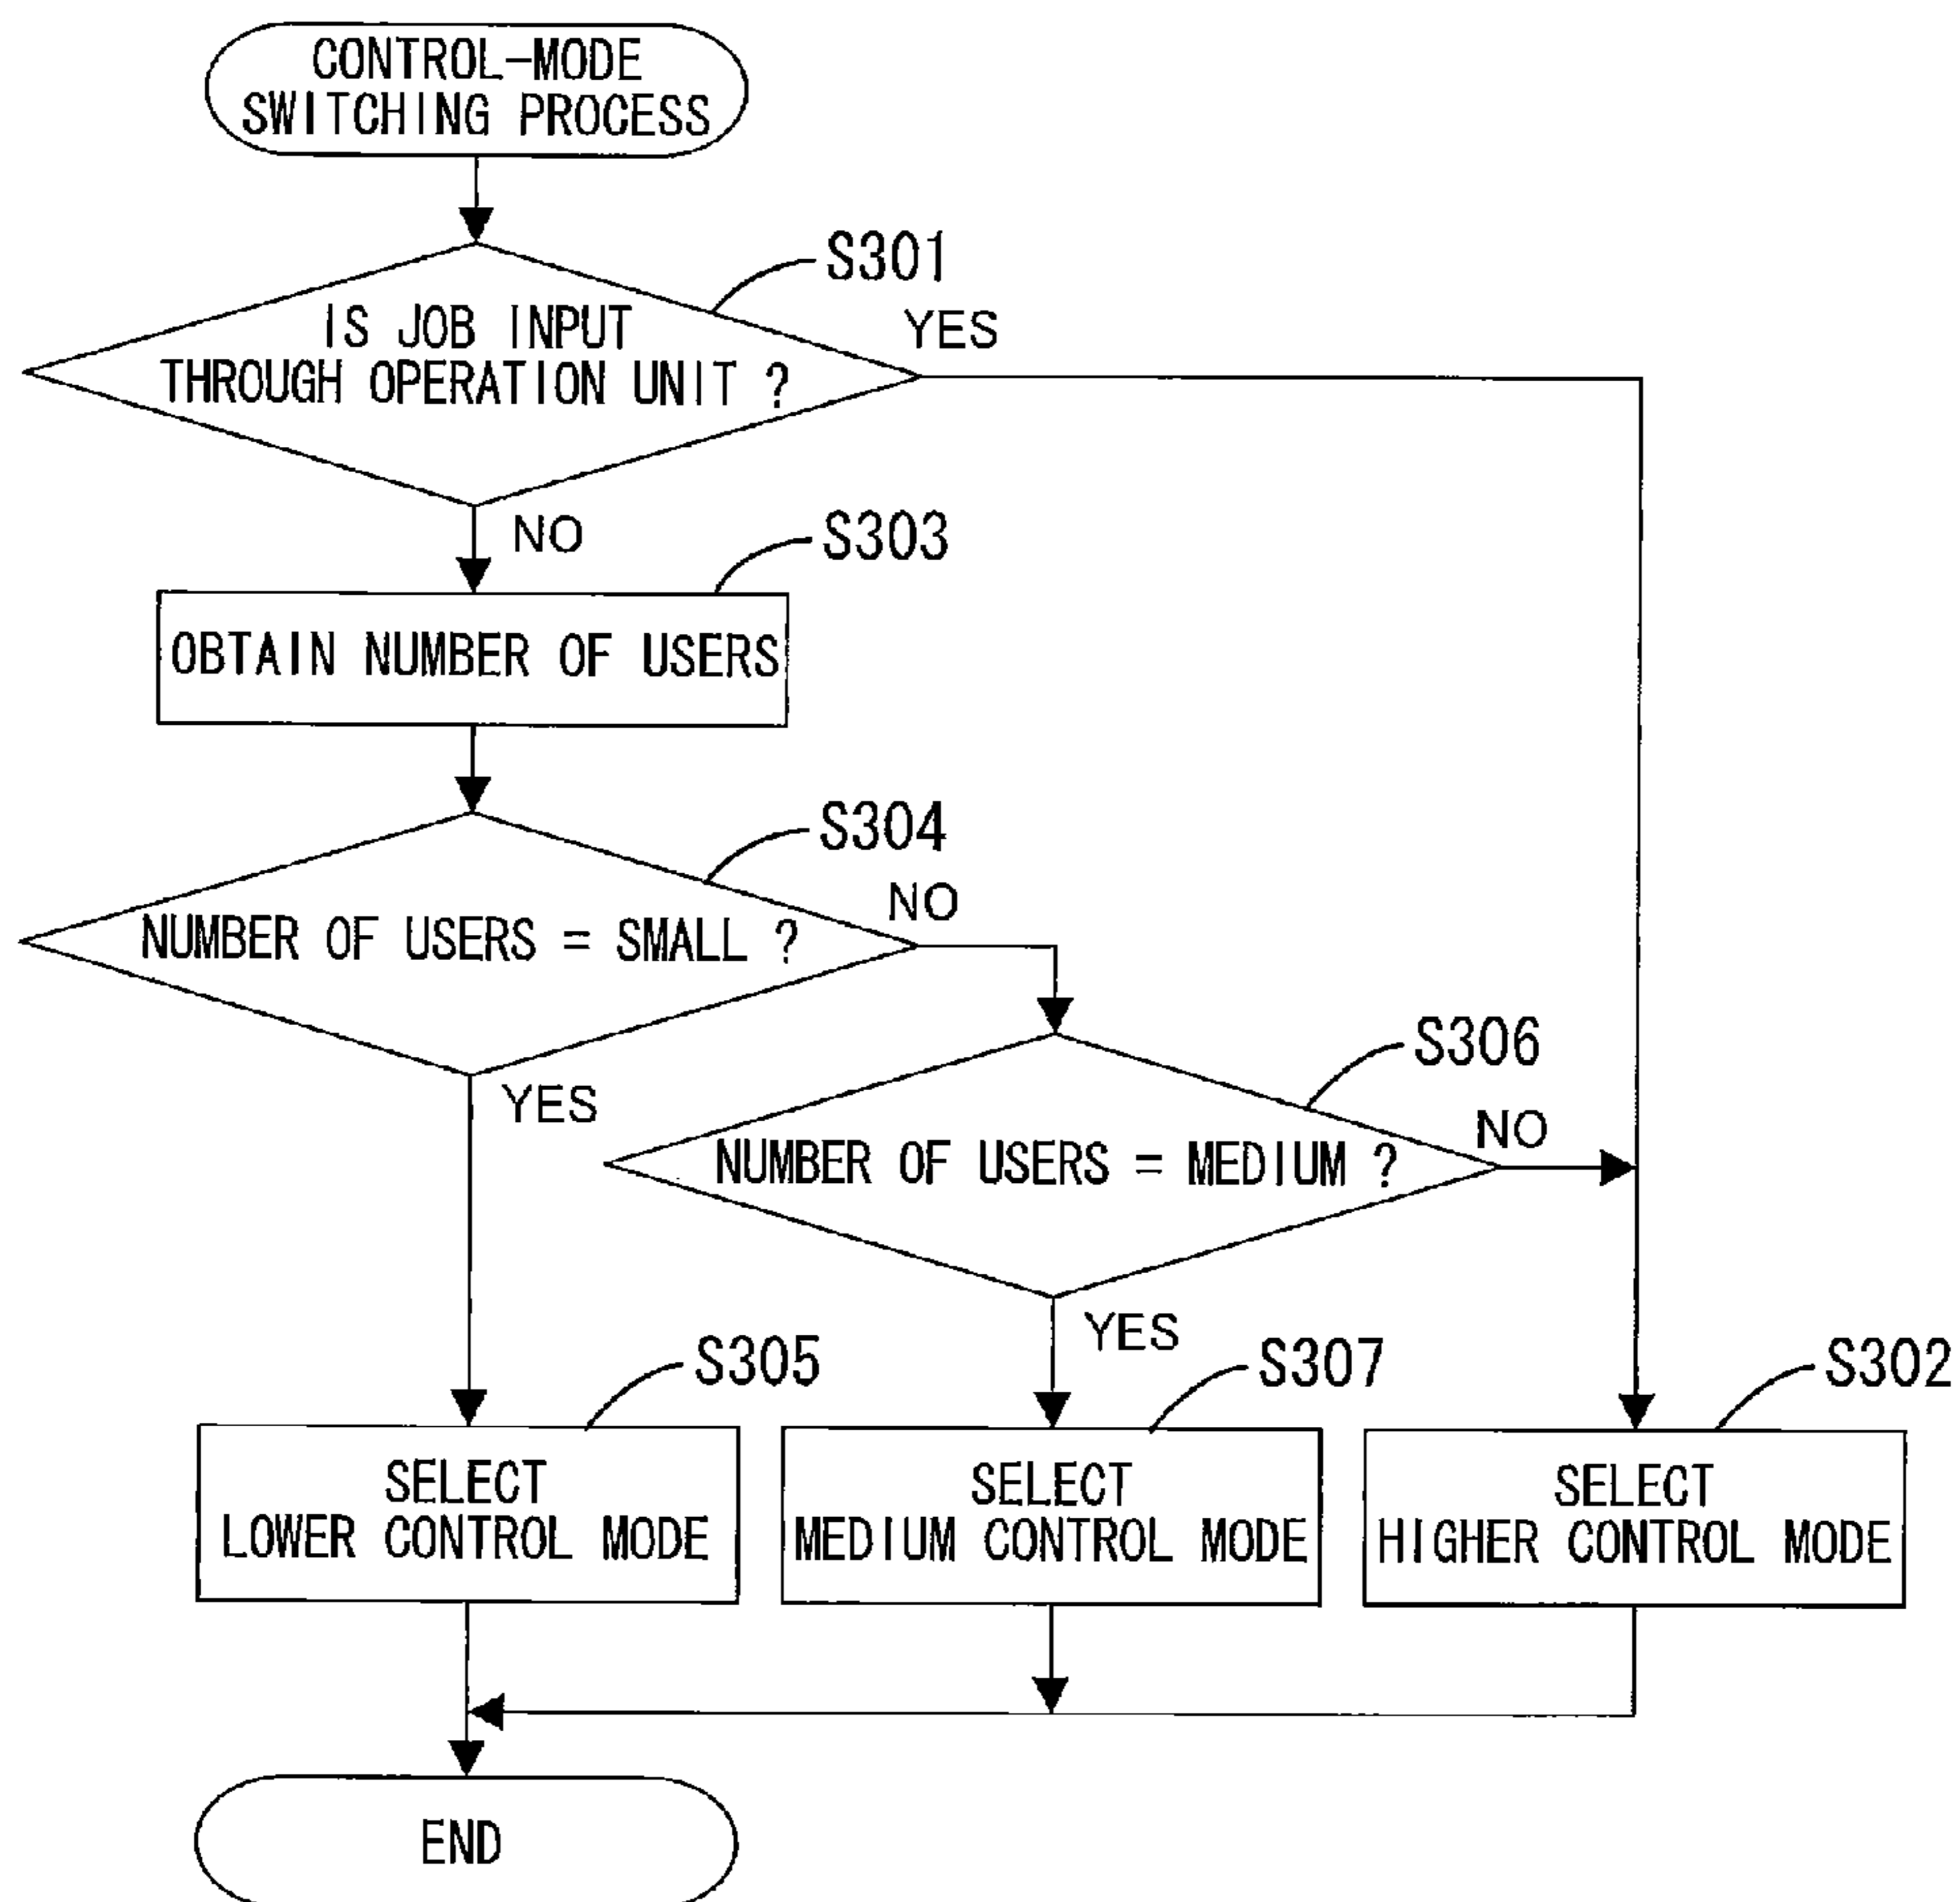 CONTROL-MODE
SWITCHING PROCESS
S301
IS JOB INPUT
THROUGH OPERATION UNIT ?
YES
NO
S303
OBTAIN NUMBER OF USERS
S304
NUMBER OF USERS = SMALL ?
NO
YES
S306
NUMBER OF USERS = MEDIUM ?
NO
YES
S305
SELECT
LOWER CONTROL MODE
S307
SELECT
MEDIUM CONTROL MODE
S302
SELECT
HIGHER CONTROL MODE
END